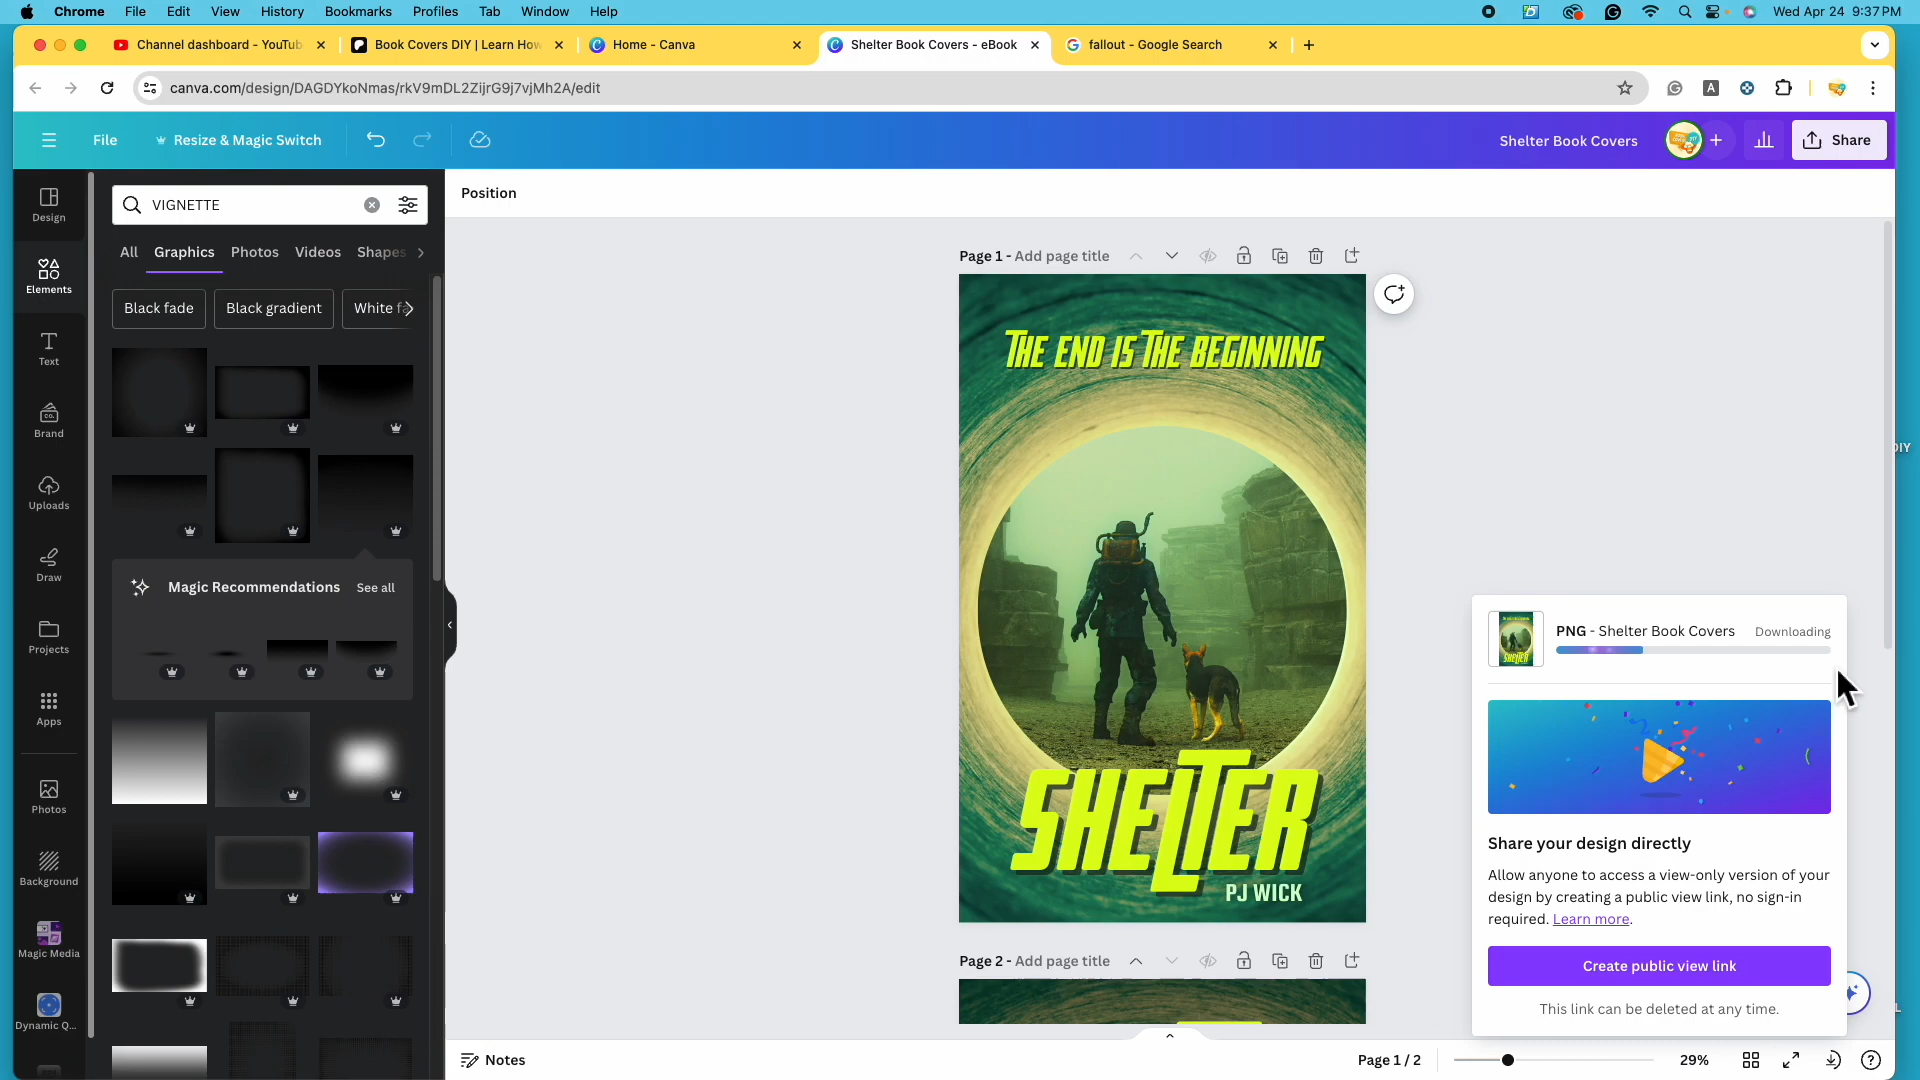 Chrome File Edit View History Bookmarks Profiles Tab Window Help Wed Apr 24 9:37 PM
Channel dashboard - YouTub Book Covers DIY | Learn How Home - Canva Shelter Book Covers - eBook fallout - Google Search
canva.com/design/DAGDYkoNmas/rkV9mDL2ZijrG9j7vjMh2A/edit
File Resize & Magic Switch Shelter Book Covers Share
Design
Elements
Text
Brand
Uploads
Draw
Projects
Apps
Photos
Background
Magic Media
Dynamic Q...
VIGNETTE
All Graphics Photos Videos Shapes
Black fade Black gradient White fa
Magic Recommendations See all
Position
Page 1 - Add page title
THE END IS THE BEGINNING
SHELTER
PJ WICK
Page 2 - Add page title
PNG - Shelter Book Covers Downloading
Share your design directly
Allow anyone to access a view-only version of your
design by creating a public view link, no sign-in
required. Learn more.
Create public view link
This link can be deleted at any time.
Notes Page 1 / 2 29%
DIY